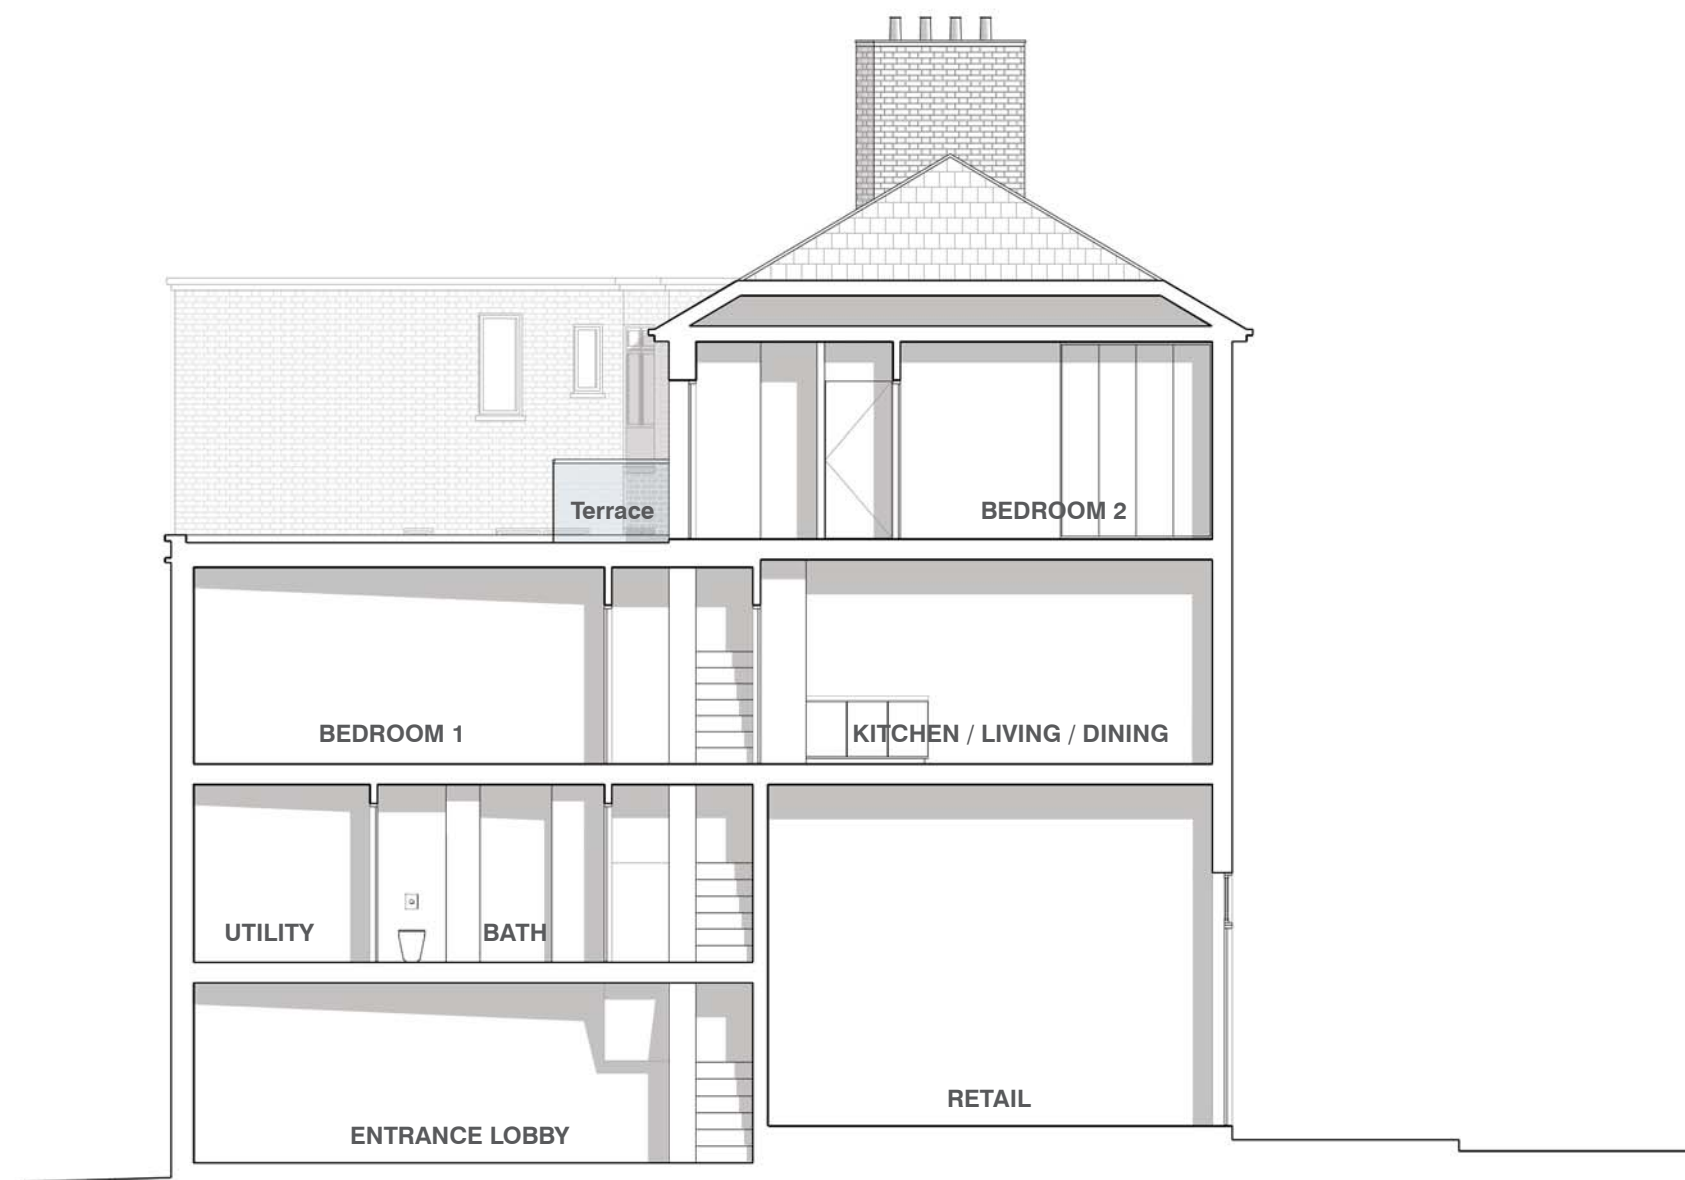 Terrace
BEDROOM 2
BEDROOM 1
KITCHEN / LIVING / DINING
UTILITY
BATH
RETAIL
ENTRANCE LOBBY